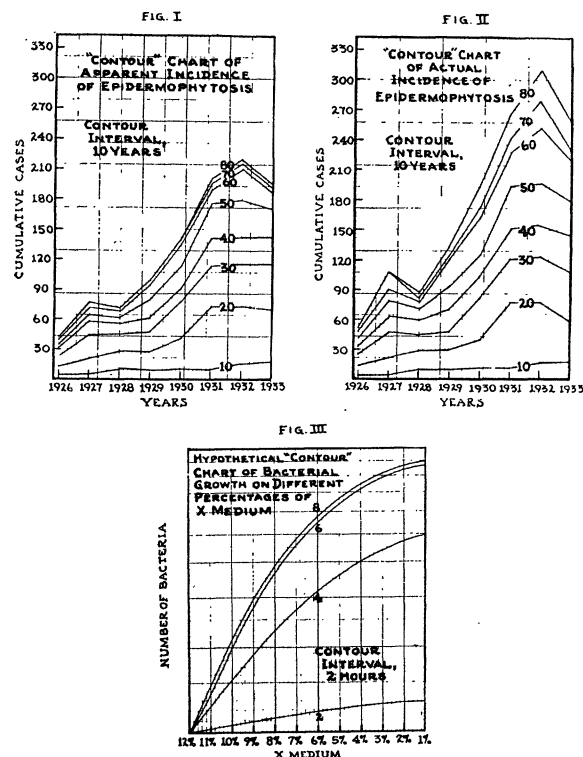 FIG. I
"CONTOUR" CHART OF
APPARENT INCIDENCE
OF EPIDERMOPHYTOSIS
CONTOUR
INTERVAL,
10 YEARS
CUMULATIVE CASES
330
300
270
240
210
180
150
120
90
60
30
80
70
60
50
40
30
20
10
1926 1927 1928 1929 1930 1931 1932 1933
YEARS
FIG. II
"CONTOUR" CHART
OF ACTUAL
INCIDENCE OF
EPIDERMOPHYTOSIS
CONTOUR
INTERVAL,
10 YEARS
CUMULATIVE CASES
330
300
270
240
210
180
150
120
90
60
30
80
70
60
50
40
30
20
10
1926 1927 1928 1929 1930 1931 1932 1933
YEARS
FIG. III
HYPOTHETICAL "CONTOUR"
CHART OF BACTERIAL
GROWTH ON DIFFERENT
PERCENTAGES OF
X MEDIUM
NUMBER OF BACTERIA
8
6
4
2
CONTOUR
INTERVAL,
2 HOURS
12% 11% 10% 9% 8% 7% 6% 5% 4% 3% 2% 1%
X MEDIUM